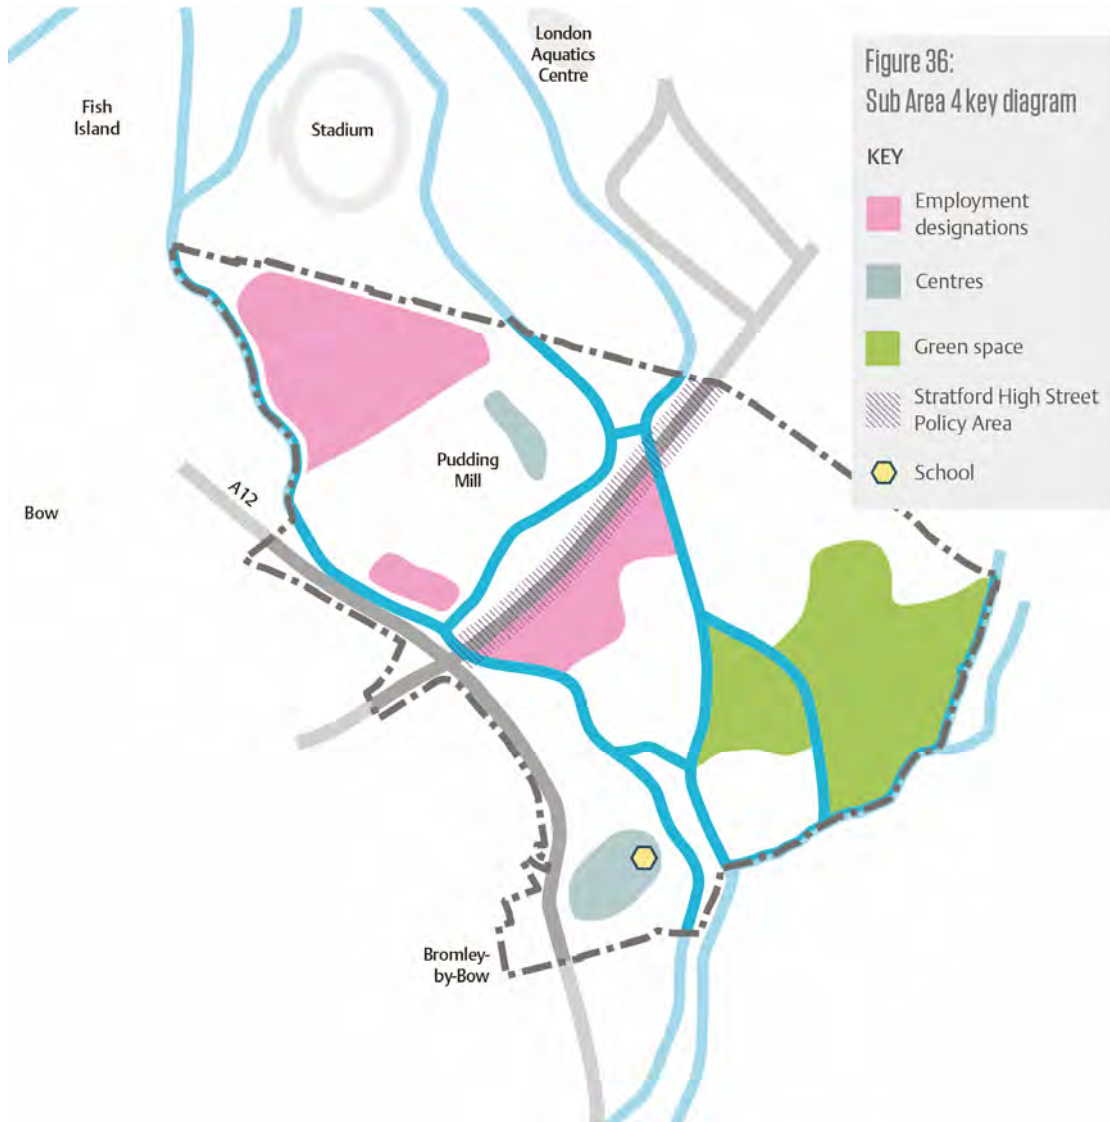 London
Aquatics
Centre
Fish
Island
Stadium
Pudding
Mill
A12
Bow
Bromley-
by-Bow
Figure 36:
Sub Area 4 key diagram
KEY
Employment
designations
Centres
Green space
Stratford High Street
Policy Area
School